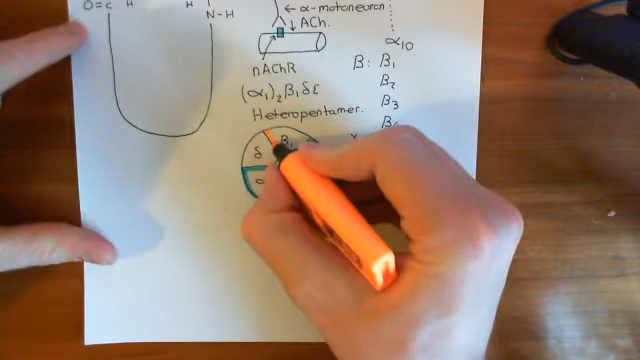 O=C H H
N-H
← α-motoneuron
↓ ACh.
nAChR
(α₁)₂ β₁ δ ε
Heteropentamer.
α₁₀
β: β₁
β₂
β₃
β₁
δ